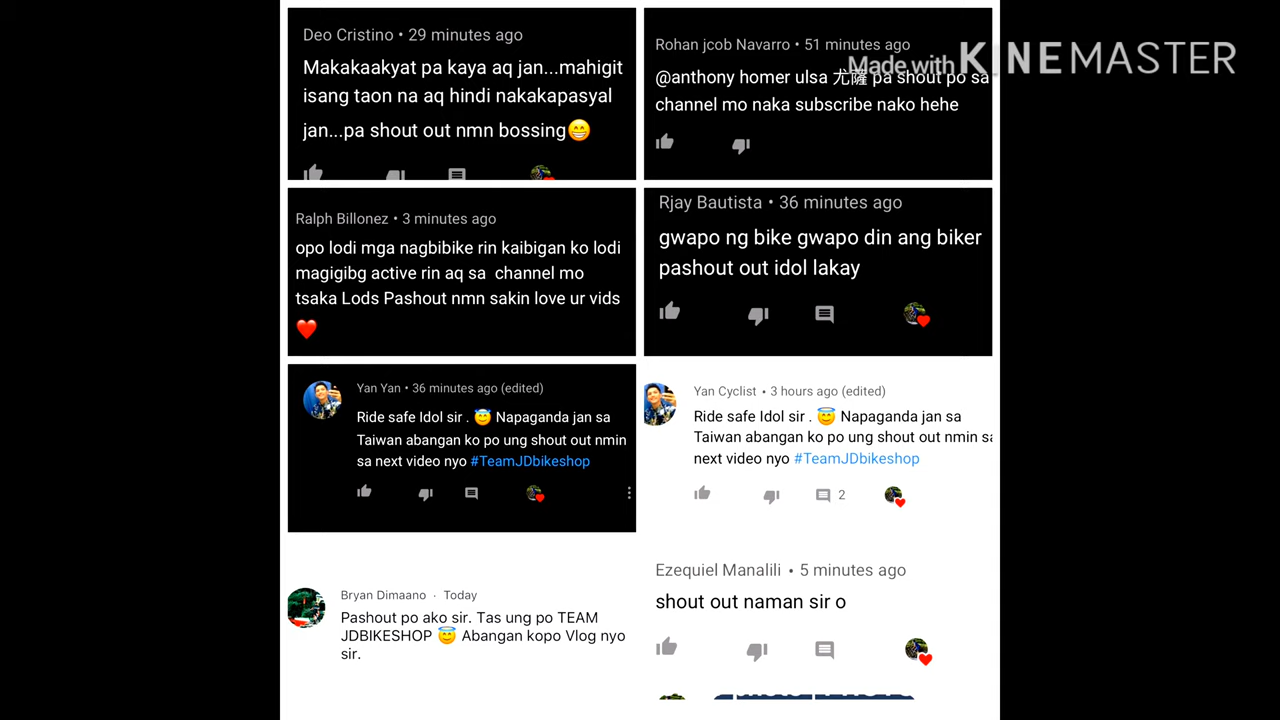 Deo Cristino • 29 minutes ago
Makakaakyat pa kaya aq jan...mahigit
isang taon na aq hindi nakakapasyal
jan...pa shout out nmn bossing😁
Rohan jcob Navarro • 51 minutes ago
Made with KINEMASTER
@anthony homer ulsa 尤薩 pa shout po sa
channel mo naka subscribe nako hehe
Ralph Billonez • 3 minutes ago
opo lodi mga nagbibike rin kaibigan ko lodi
magigibg active rin aq sa channel mo
tsaka Lods Pashout nmn sakin love ur vids
❤️
Rjay Bautista • 36 minutes ago
gwapo ng bike gwapo din ang biker
pashout out idol lakay
Yan Yan • 36 minutes ago (edited)
Ride safe Idol sir . 😇 Napaganda jan sa
Taiwan abangan ko po ung shout out nmin
sa next video nyo #TeamJDbikeshop
Yan Cyclist • 3 hours ago (edited)
Ride safe Idol sir . 😇 Napaganda jan sa
Taiwan abangan ko po ung shout out nmin sa
next video nyo #TeamJDbikeshop
2
Bryan Dimaano · Today
Pashout po ako sir. Tas ung po TEAM
JDBIKESHOP 😇 Abangan kopo Vlog nyo
sir.
Ezequiel Manalili • 5 minutes ago
shout out naman sir o